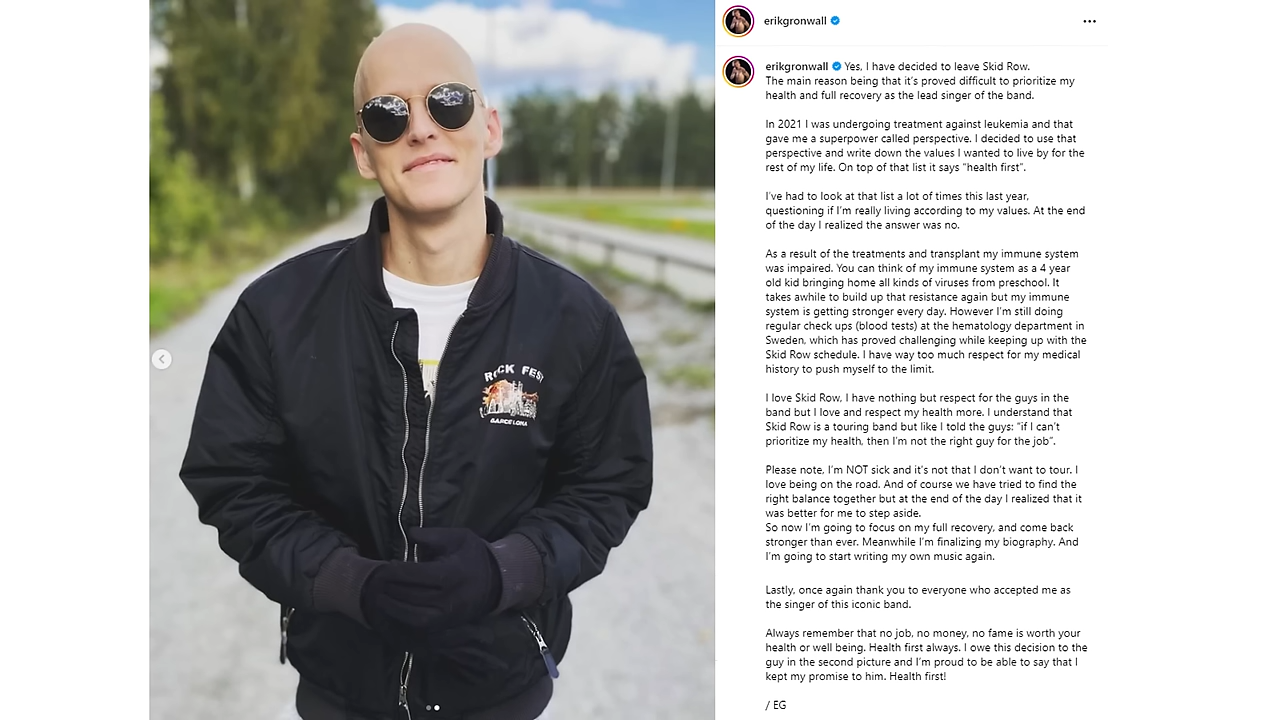 erikgronwall
erikgronwall Yes, I have decided to leave Skid Row.
The main reason being that it's proved difficult to prioritize my
health and full recovery as the lead singer of the band.
In 2021 I was undergoing treatment against leukemia and that
gave me a superpower called perspective. I decided to use that
perspective and write down the values I wanted to live by for the
rest of my life. On top of that list it says "health first".
I've had to look at that list a lot of times this last year,
questioning if I'm really living according to my values. At the end
of the day I realized the answer was no.
As a result of the treatments and transplant my immune system
was impaired. You can think of my immune system as a 4 year
old kid bringing home all kinds of viruses from preschool. It
takes awhile to build up that resistance again but my immune
system is getting stronger every day. However I'm still doing
regular check ups (blood tests) at the hematology department in
Sweden, which has proved challenging while keeping up with the
Skid Row schedule. I have way too much respect for my medical
history to push myself to the limit.
I love Skid Row, I have nothing but respect for the guys in the
band but I love and respect my health more. I understand that
Skid Row is a touring band but like I told the guys: "if I can't
prioritize my health, then I'm not the right guy for the job".
Please note, I'm NOT sick and it's not that I don't want to tour. I
love being on the road. And of course we have tried to find the
right balance together but at the end of the day I realized that it
was better for me to step aside.
So now I'm going to focus on my full recovery, and come back
stronger than ever. Meanwhile I'm finalizing my biography. And
I'm going to start writing my own music again.
Lastly, once again thank you to everyone who accepted me as
the singer of this iconic band.
Always remember that no job, no money, no fame is worth your
health or well being. Health first always. I owe this decision to the
guy in the second picture and I'm proud to be able to say that I
kept my promise to him. Health first!
/ EG
ROCK FEST
BARCELONA